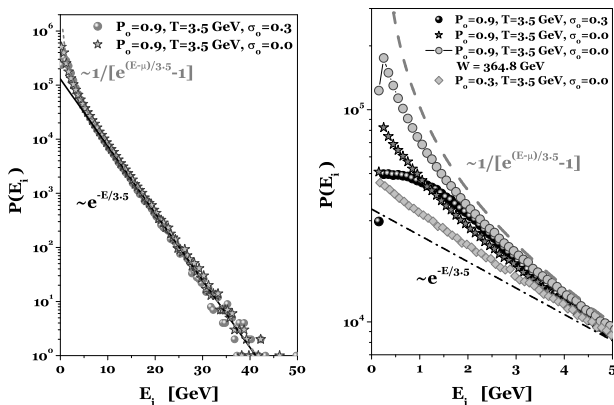 P(E_i)
10^6
10^5
10^4
10^3
10^2
10^1
10^0
P_o=0.9, T=3.5 GeV, σ_o=0.3
P_o=0.9, T=3.5 GeV, σ_o=0.0
~1/[e^{(E-μ)/3.5}-1]
~e^{-E/3.5}
0 10 20 30 40 50
E_i [GeV]
P(E_i)
10^5
10^4
P_o=0.9, T=3.5 GeV, σ_o=0.3
P_o=0.9, T=3.5 GeV, σ_o=0.0
P_o=0.9, T=3.5 GeV, σ_o=0.0
W = 364.8 GeV
P_o=0.3, T=3.5 GeV, σ_o=0.0
~1/[e^{(E-μ)/3.5}-1]
~e^{-E/3.5}
0 1 2 3 4 5
E_i [GeV]